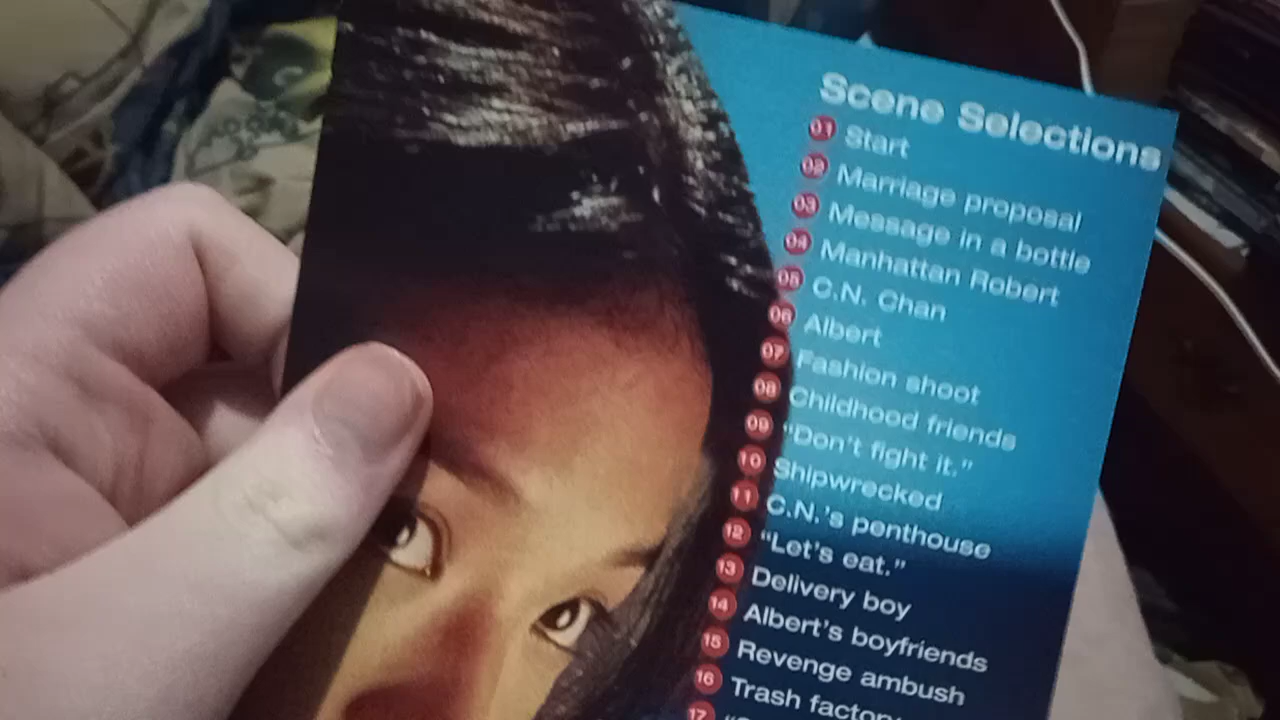 Scene Selections
01 Start
02 Marriage proposal
03 Message in a bottle
04 Manhattan Robert
05 C.N. Chan
06 Albert
07 Fashion shoot
08 Childhood friends
09 "Don't fight it."
10 Shipwrecked
11 C.N.'s penthouse
12 "Let's eat."
13 Delivery boy
14 Albert's boyfriends
15 Revenge ambush
16 Trash factory
17